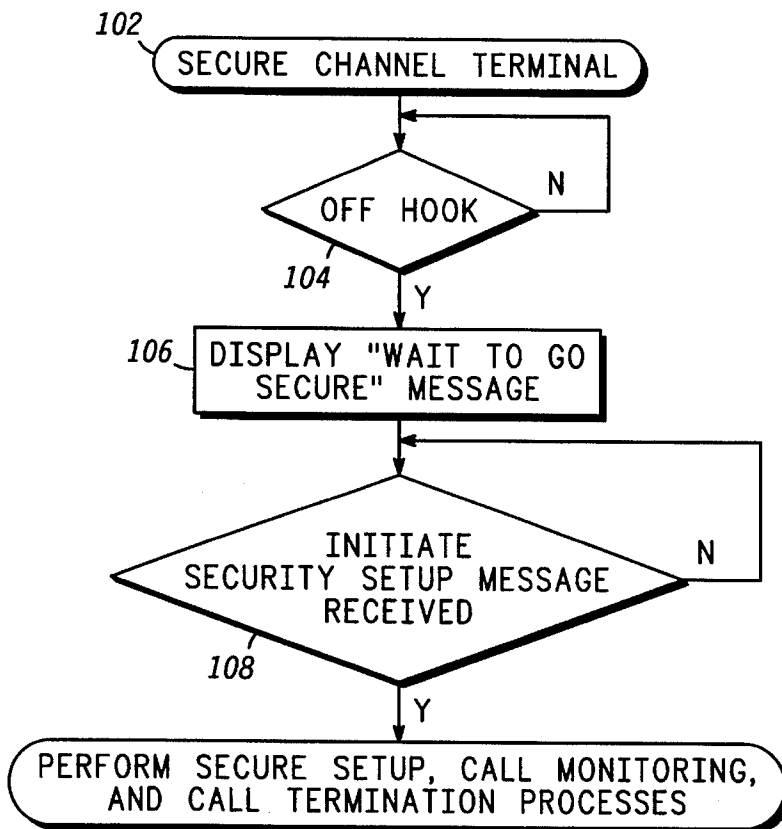 102
SECURE CHANNEL TERMINAL
N
OFF HOOK
104
Y
106
DISPLAY "WAIT TO GO
SECURE" MESSAGE
INITIATE
N
SECURITY SETUP MESSAGE
RECEIVED
108
Y
PERFORM SECURE SETUP, CALL MONITORING,
AND CALL TERMINATION PROCESSES